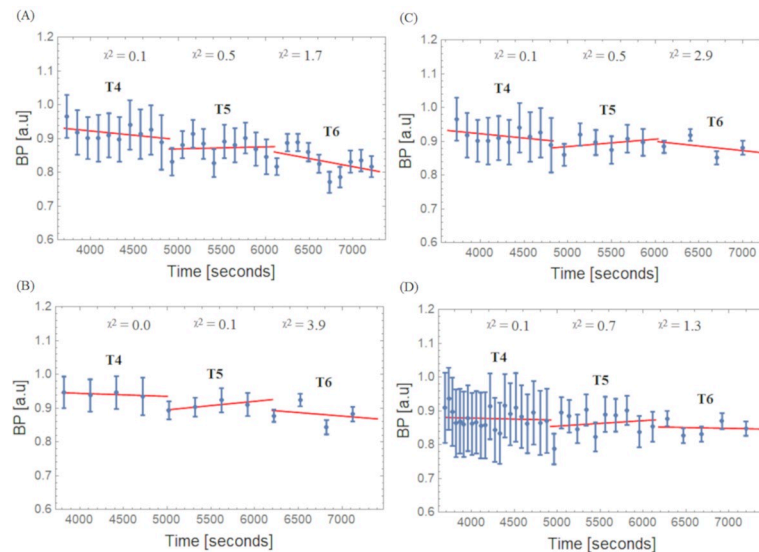 (A)
χ² = 0.1 χ² = 0.5 χ² = 1.7
T4
T5
T6
BP [a.u]
1.2
1.1
1.0
0.9
0.8
0.7
0.6
4000 4500 5000 5500 6000 6500 7000
Time [seconds]
(C)
χ² = 0.1 χ² = 0.5 χ² = 2.9
T4
T5
T6
BP [a.u]
1.2
1.1
1.0
0.9
0.8
0.7
0.6
4000 4500 5000 5500 6000 6500 7000
Time [seconds]
(B)
χ² = 0.0 χ² = 0.1 χ² = 3.9
T4
T5
T6
BP [a.u]
1.2
1.1
1.0
0.9
0.8
0.7
0.6
4000 4500 5000 5500 6000 6500 7000
Time [seconds]
(D)
χ² = 0.1 χ² = 0.7 χ² = 1.3
T4
T5
T6
BP [a.u]
1.2
1.1
1.0
0.9
0.8
0.7
0.6
4000 4500 5000 5500 6000 6500 7000
Time [seconds]